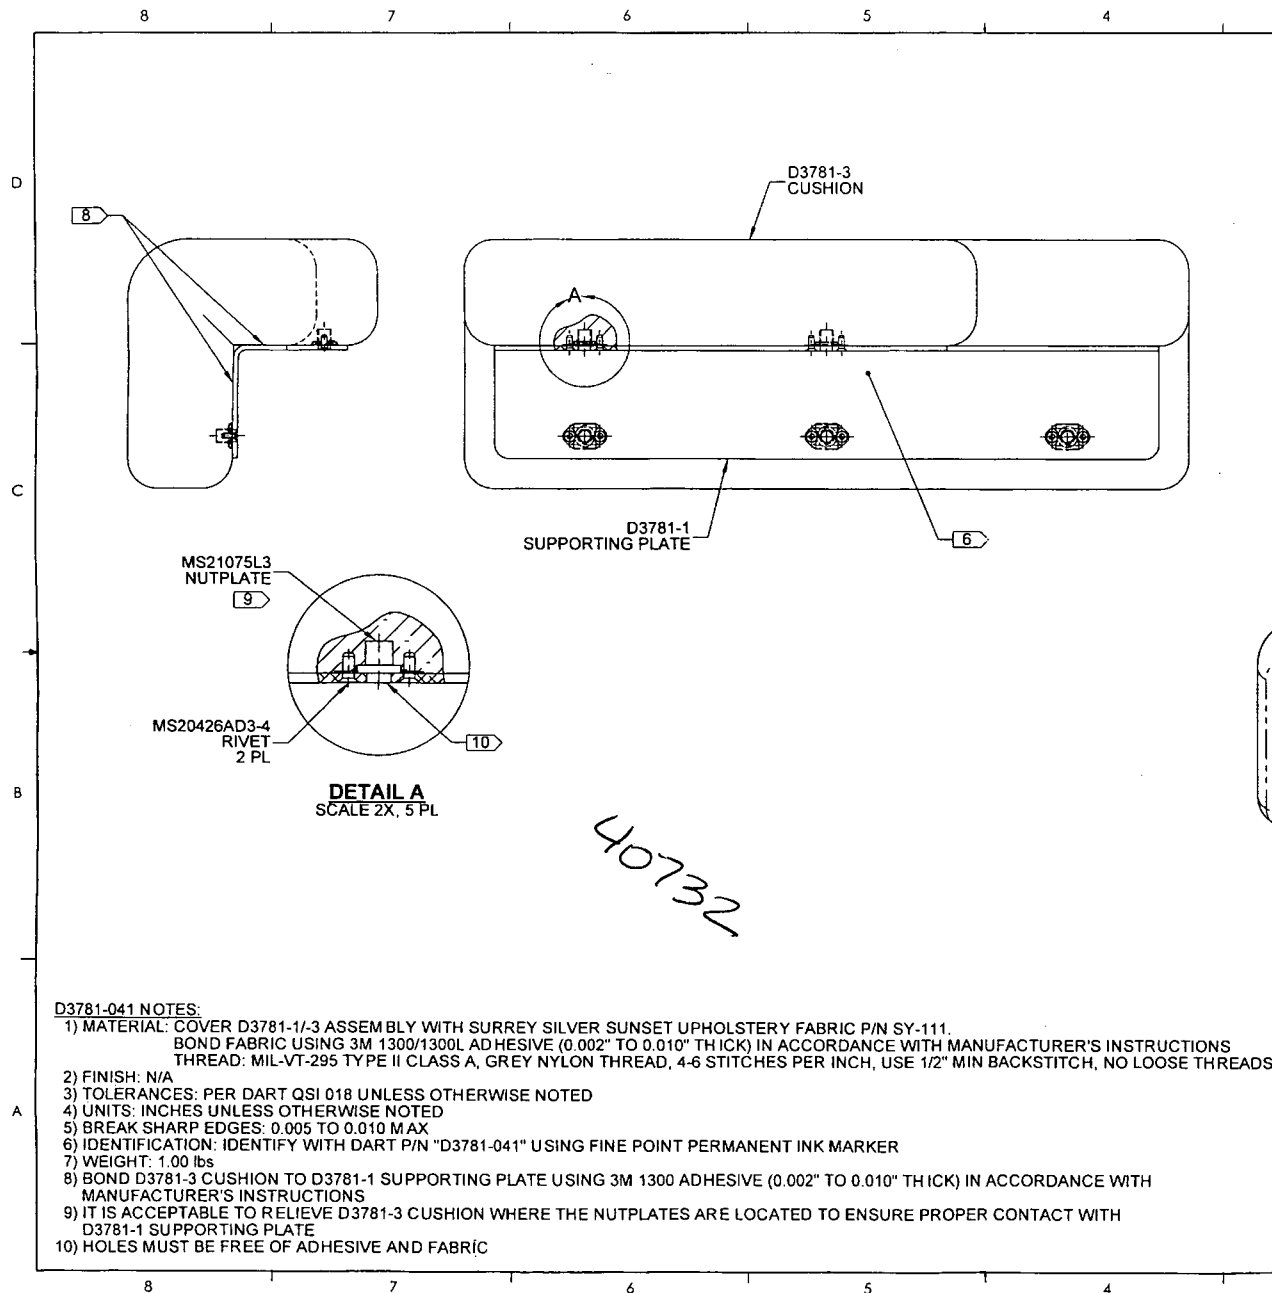 8 7 6 5 4
D
D3781-3
CUSHION
8
A
C
D3781-1
SUPPORTING PLATE
6
MS21075L3
NUTPLATE
9
MS20426AD3-4
RIVET
2 PL
10
B
DETAIL A
SCALE 2X, 5 PL
40732
D3781-041 NOTES:
1) MATERIAL: COVER D3781-1/-3 ASSEMBLY WITH SURREY SILVER SUNSET UPHOLSTERY FABRIC P/N SY-111.
BOND FABRIC USING 3M 1300/1300L ADHESIVE (0.002" TO 0.010" THICK) IN ACCORDANCE WITH MANUFACTURER'S INSTRUCTIONS
THREAD: MIL-VT-295 TYPE II CLASS A, GREY NYLON THREAD, 4-6 STITCHES PER INCH, USE 1/2" MIN BACKSTITCH, NO LOOSE THREADS
2) FINISH: N/A
3) TOLERANCES: PER DART QSI 018 UNLESS OTHERWISE NOTED
A
4) UNITS: INCHES UNLESS OTHERWISE NOTED
5) BREAK SHARP EDGES: 0.005 TO 0.010 MAX
6) IDENTIFICATION: IDENTIFY WITH DART P/N "D3781-041" USING FINE POINT PERMANENT INK MARKER
7) WEIGHT: 1.00 lbs
8) BOND D3781-3 CUSHION TO D3781-1 SUPPORTING PLATE USING 3M 1300 ADHESIVE (0.002" TO 0.010" THICK) IN ACCORDANCE WITH
MANUFACTURER'S INSTRUCTIONS
9) IT IS ACCEPTABLE TO RELIEVE D3781-3 CUSHION WHERE THE NUTPLATES ARE LOCATED TO ENSURE PROPER CONTACT WITH
D3781-1 SUPPORTING PLATE
10) HOLES MUST BE FREE OF ADHESIVE AND FABRIC
8 7 6 5 4